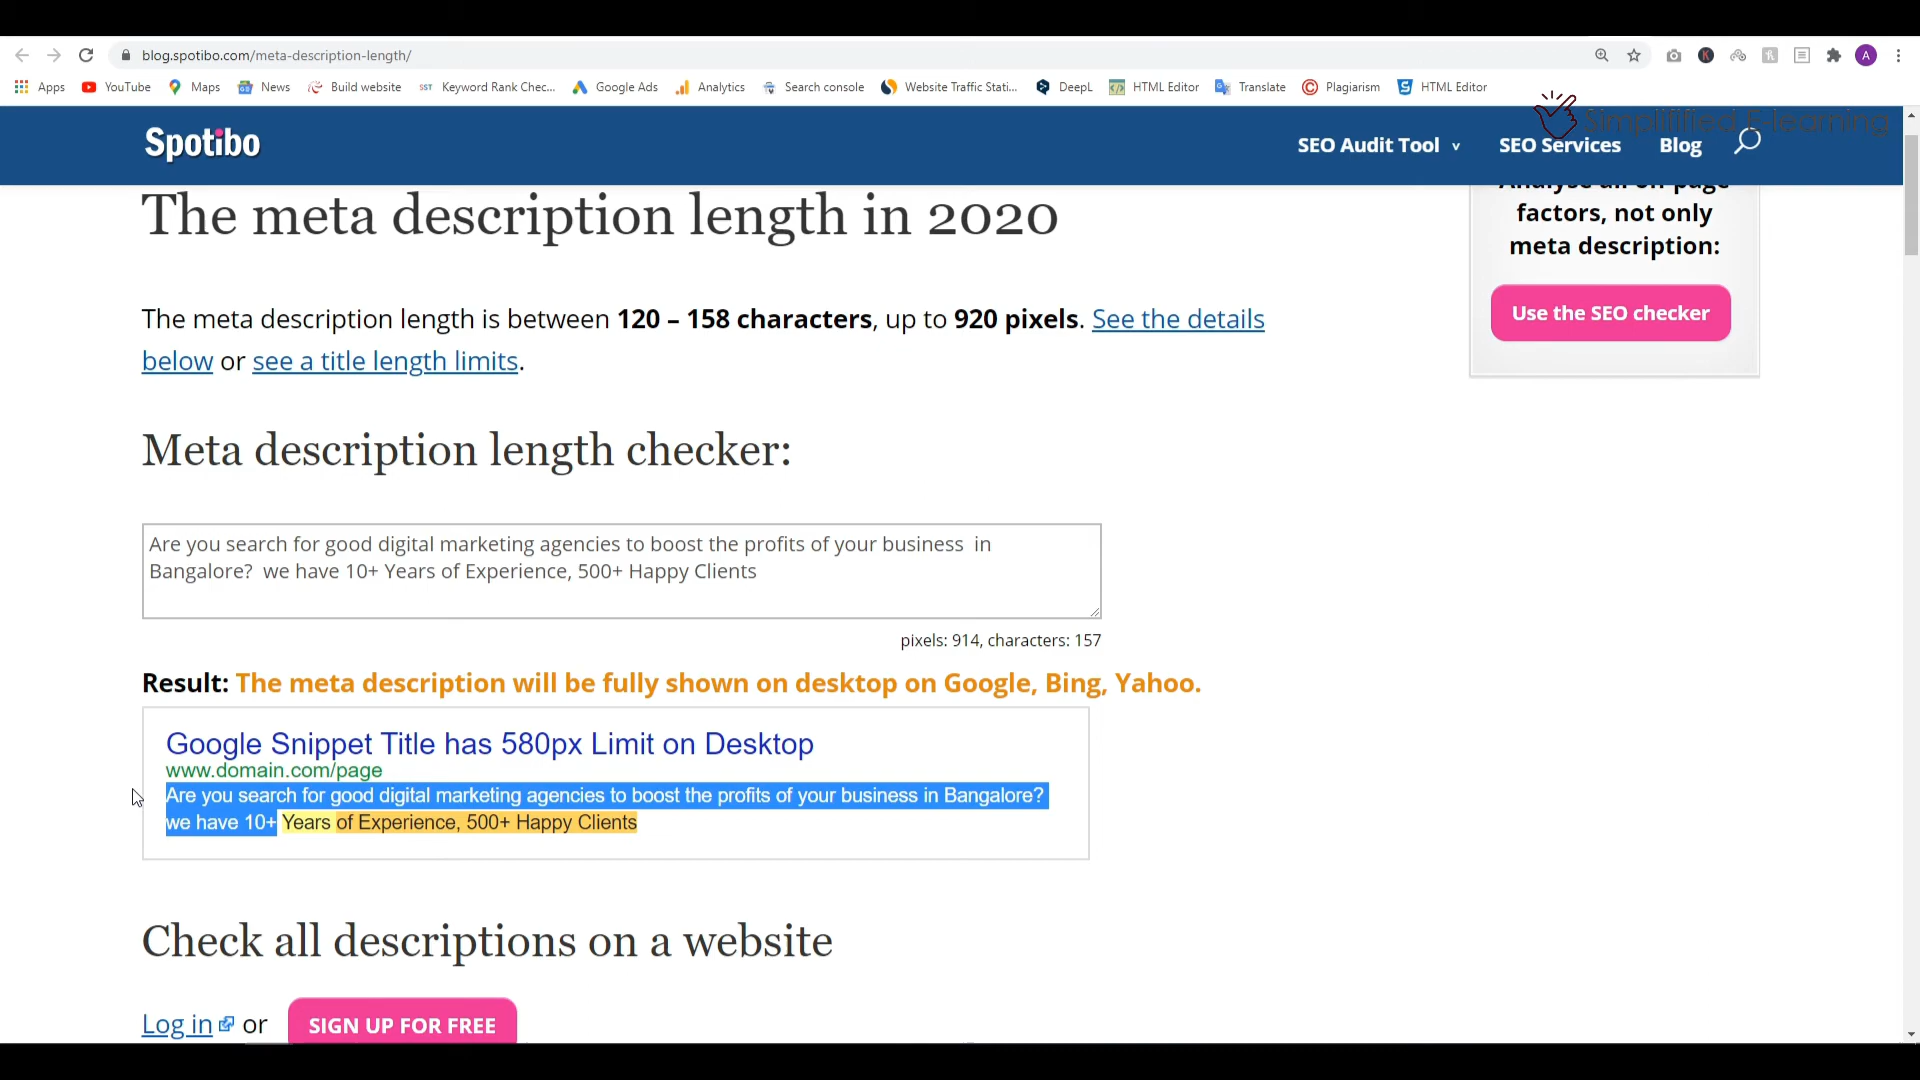 blog.spotibo.com/meta-description-length/
A
Apps YouTube Maps News Build website SST Keyword Rank Chec... Google Ads Analytics Search console Website Traffic Stati... DeepL HTML Editor Translate Plagiarism HTML Editor
Simplifified E-learning
Spotibo SEO Audit Tool v SEO Services Blog
Analyse all on-page
factors, not only
meta description:
Use the SEO checker
The meta description length in 2020
The meta description length is between 120 – 158 characters, up to 920 pixels. See the details
below or see a title length limits.
Meta description length checker:
Are you search for good digital marketing agencies to boost the profits of your business in
Bangalore? we have 10+ Years of Experience, 500+ Happy Clients
pixels: 914, characters: 157
Result: The meta description will be fully shown on desktop on Google, Bing, Yahoo.
Google Snippet Title has 580px Limit on Desktop
www.domain.com/page
Are you search for good digital marketing agencies to boost the profits of your business in Bangalore?
we have 10+ Years of Experience, 500+ Happy Clients
Check all descriptions on a website
Log in or SIGN UP FOR FREE